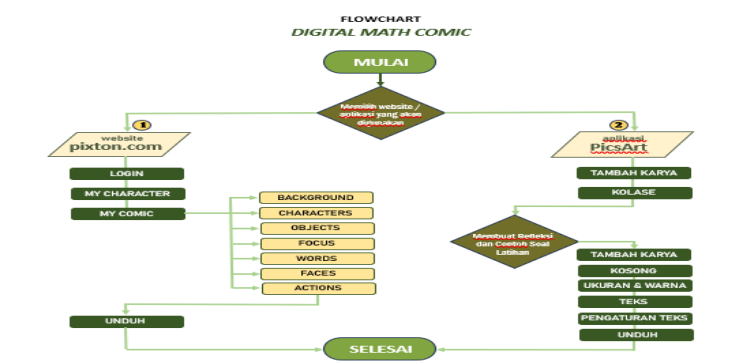 FLOWCHART
DIGITAL MATH COMIC
MULAI
Memilih website /
aplikasi yang akan
digunakan
1
website
pixton.com
LOGIN
MY CHARACTER
MY COMIC
BACKGROUND
CHARACTERS
OBJECTS
FOCUS
WORDS
FACES
ACTIONS
UNDUH
2
aplikasi
PicsArt
TAMBAH KARYA
KOLASE
Membuat Refleksi
dan Contoh Soal
Latihan
TAMBAH KARYA
KOSONG
UKURAN & WARNA
TEKS
PENGATURAN TEKS
UNDUH
SELESAI